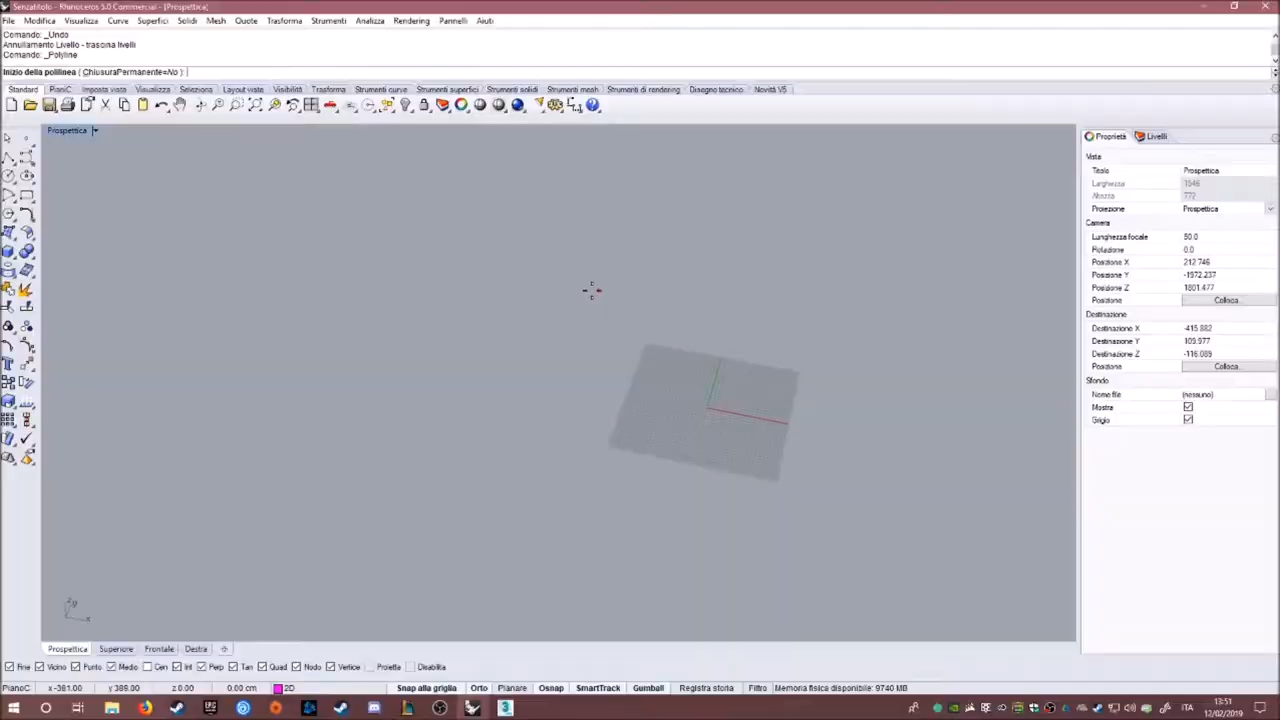 Senzatitolo - Rhinoceros 5.0 Commercial - [Prospettica]
File Modifica Visualizza Curve Superfici Solidi Mesh Quote Trasforma Strumenti Analizza Rendering Pannelli Aiuti
Comando: _Undo
Annullamento Livello - trascina livelli
Comando: _Polyline
Inizio della polilinea ( ChiusuraPermanente=No ):
Standard PianiC Imposta vista Visualizza Seleziona Layout vista Visibilità Trasforma Strumenti curve Strumenti superfici Strumenti solidi Strumenti mesh Strumenti di rendering Disegno tecnico Novità V5
Prospettica
Proprietà Livelli
Vista
Titolo Prospettica
Larghezza 1546
Altezza 772
Proiezione Prospettica
Camera
Lunghezza focale 50.0
Rotazione 0.0
Posizione X 212.746
Posizione Y -1972.237
Posizione Z 1801.477
Posizione Colloca...
Destinazione
Destinazione X -415.882
Destinazione Y 109.977
Destinazione Z -116.089
Posizione Colloca...
Sfondo
Nome file (nessuno)
Mostra
Grigio
z y x
Prospettica Superiore Frontale Destra
Fine Vicino Punto Medio Cen Int Perp Tan Quad Nodo Vertice Proietta Disabilita
PianoC x -381.00 y 389.00 z 0.00 0.00 cm 2D Snap alla griglia Orto Planare Osnap SmartTrack Gumball Registra storia Filtro Memoria fisica disponibile: 9740 MB
13:51
12/02/2019